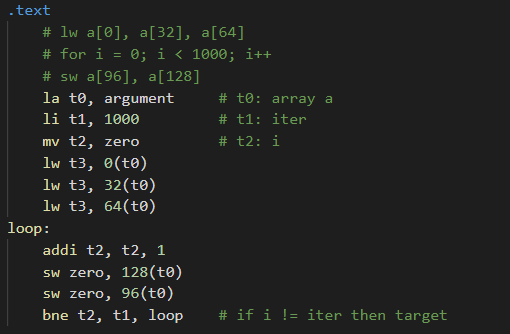 .text
# lw a[0], a[32], a[64]
# for i = 0; i < 1000; i++
# sw a[96], a[128]
la t0, argument # t0: array a
li t1, 1000 # t1: iter
mv t2, zero # t2: i
lw t3, 0(t0)
lw t3, 32(t0)
lw t3, 64(t0)
loop:
addi t2, t2, 1
sw zero, 128(t0)
sw zero, 96(t0)
bne t2, t1, loop # if i != iter then target